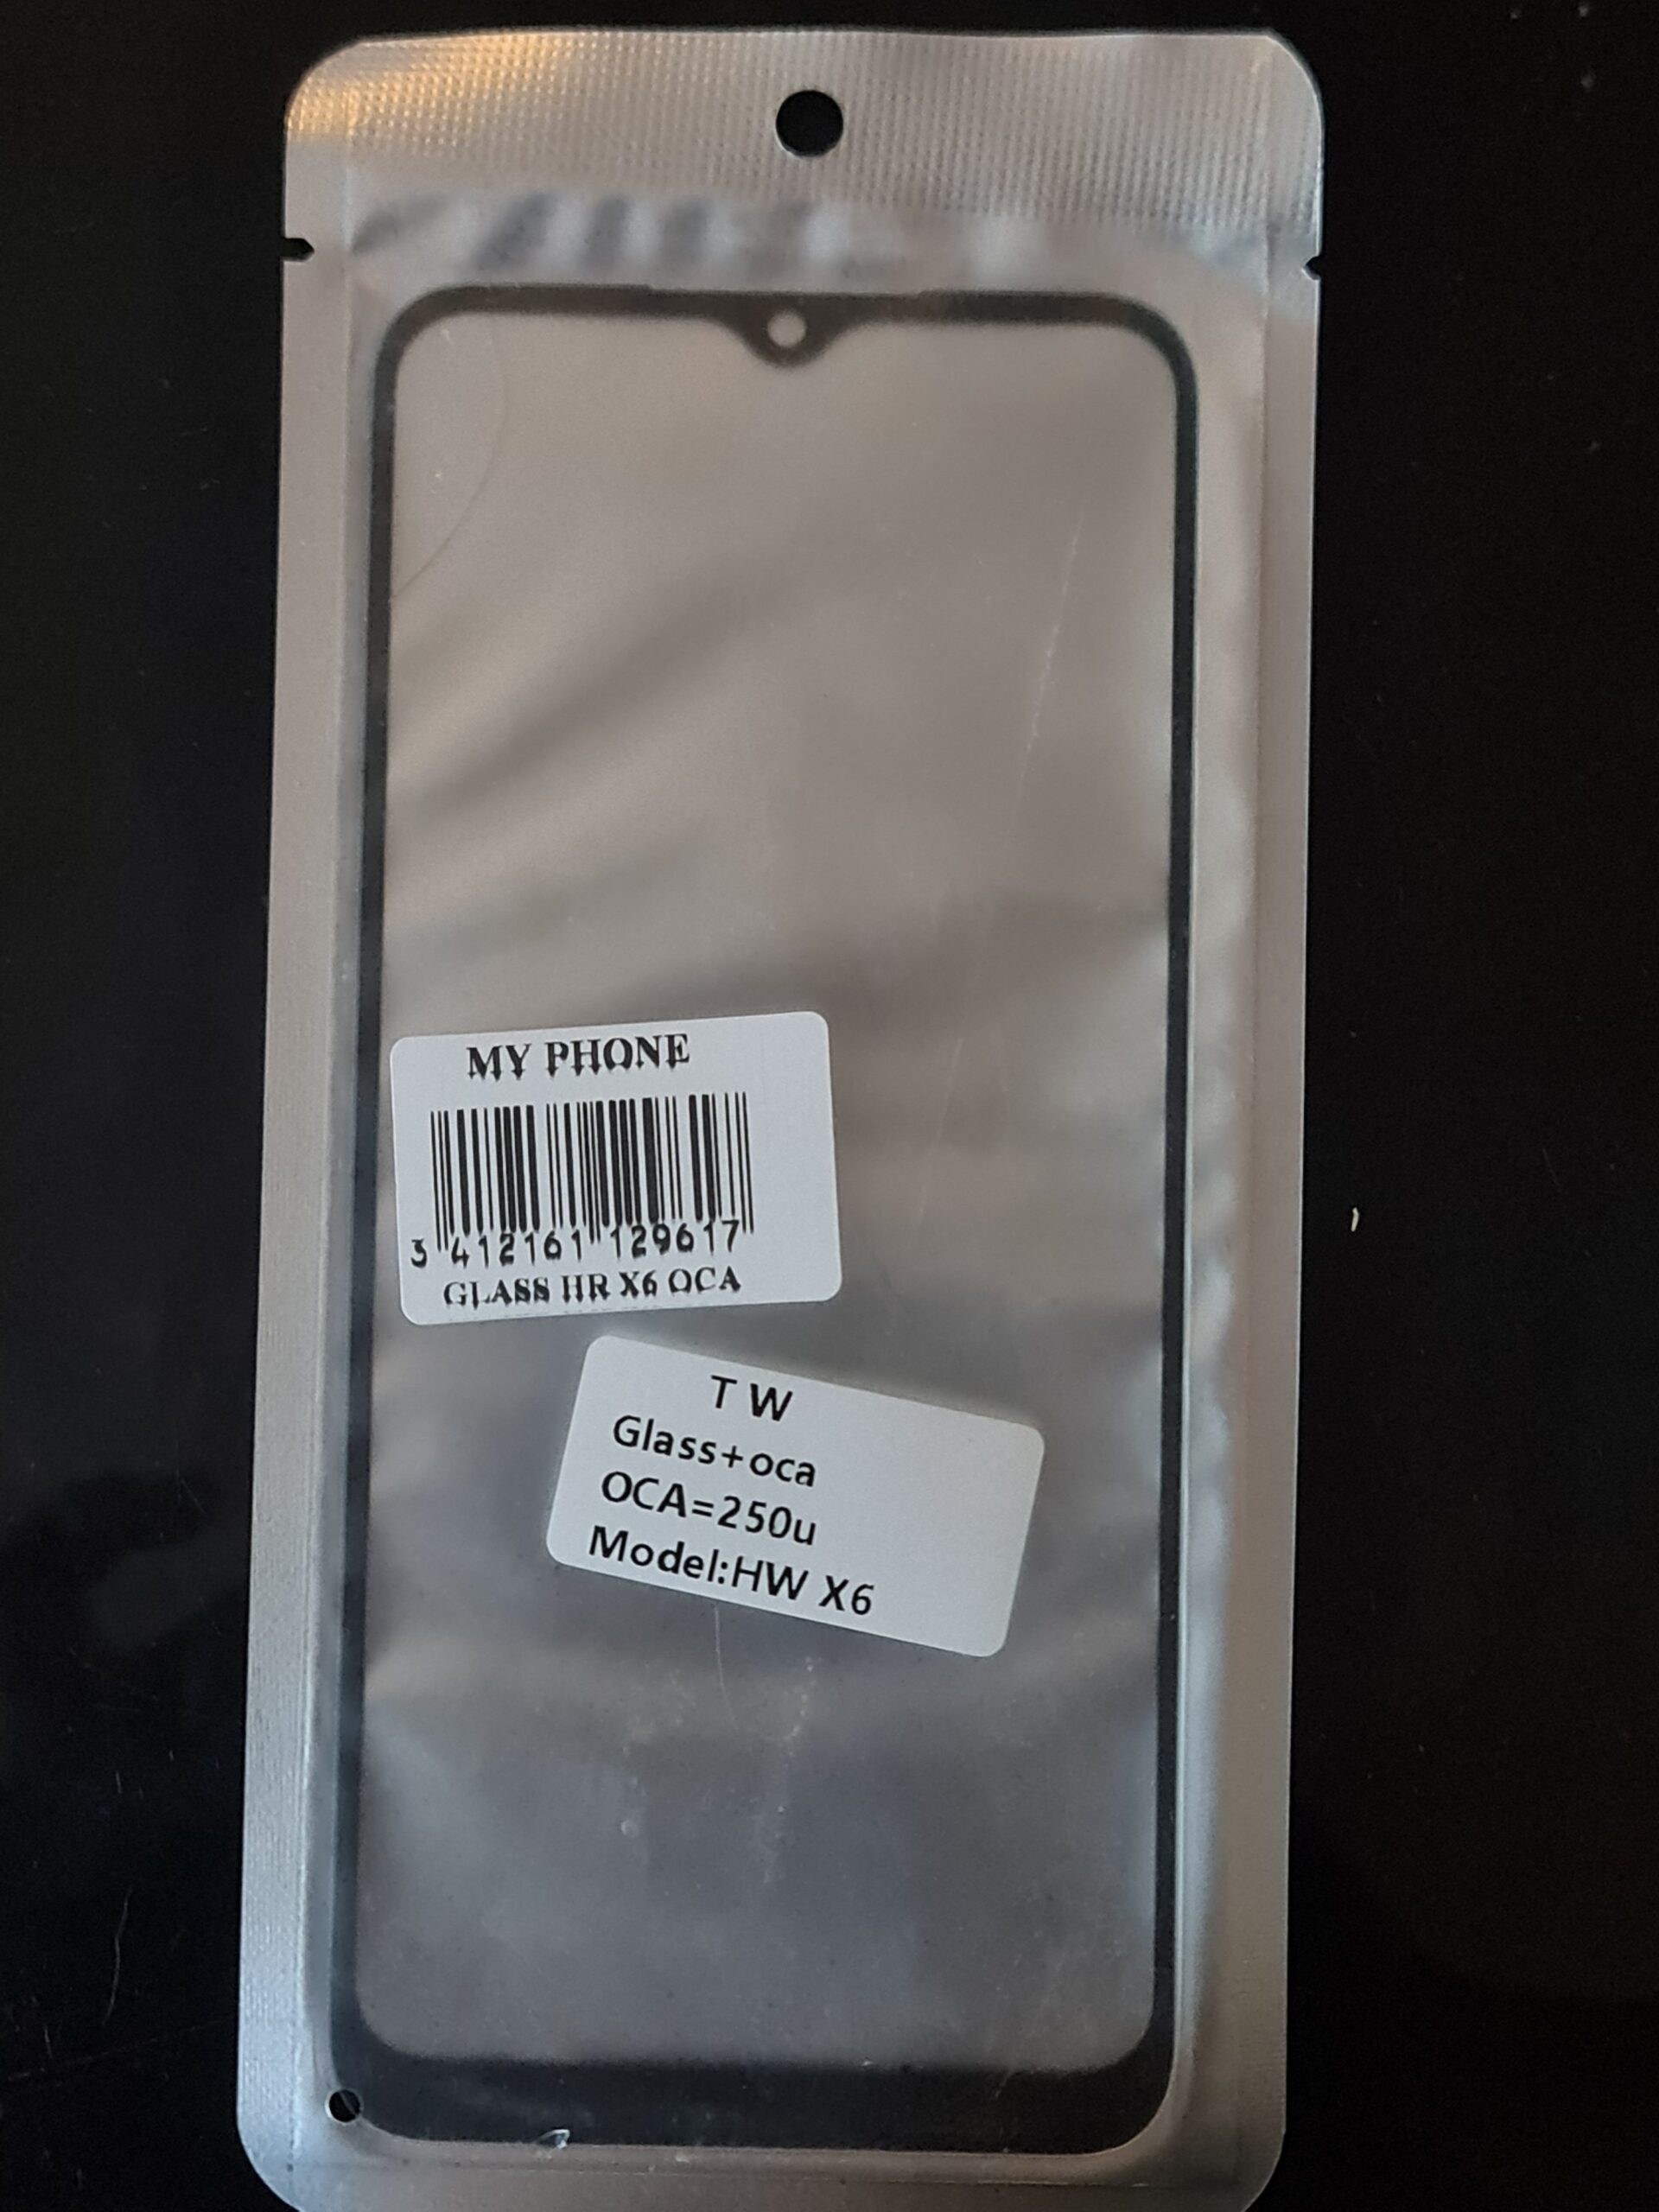 MY PHONE
3 412161 129617
GLASS HR X6 OCA
T W
Glass+oca
OCA=250u
Model:HW X6